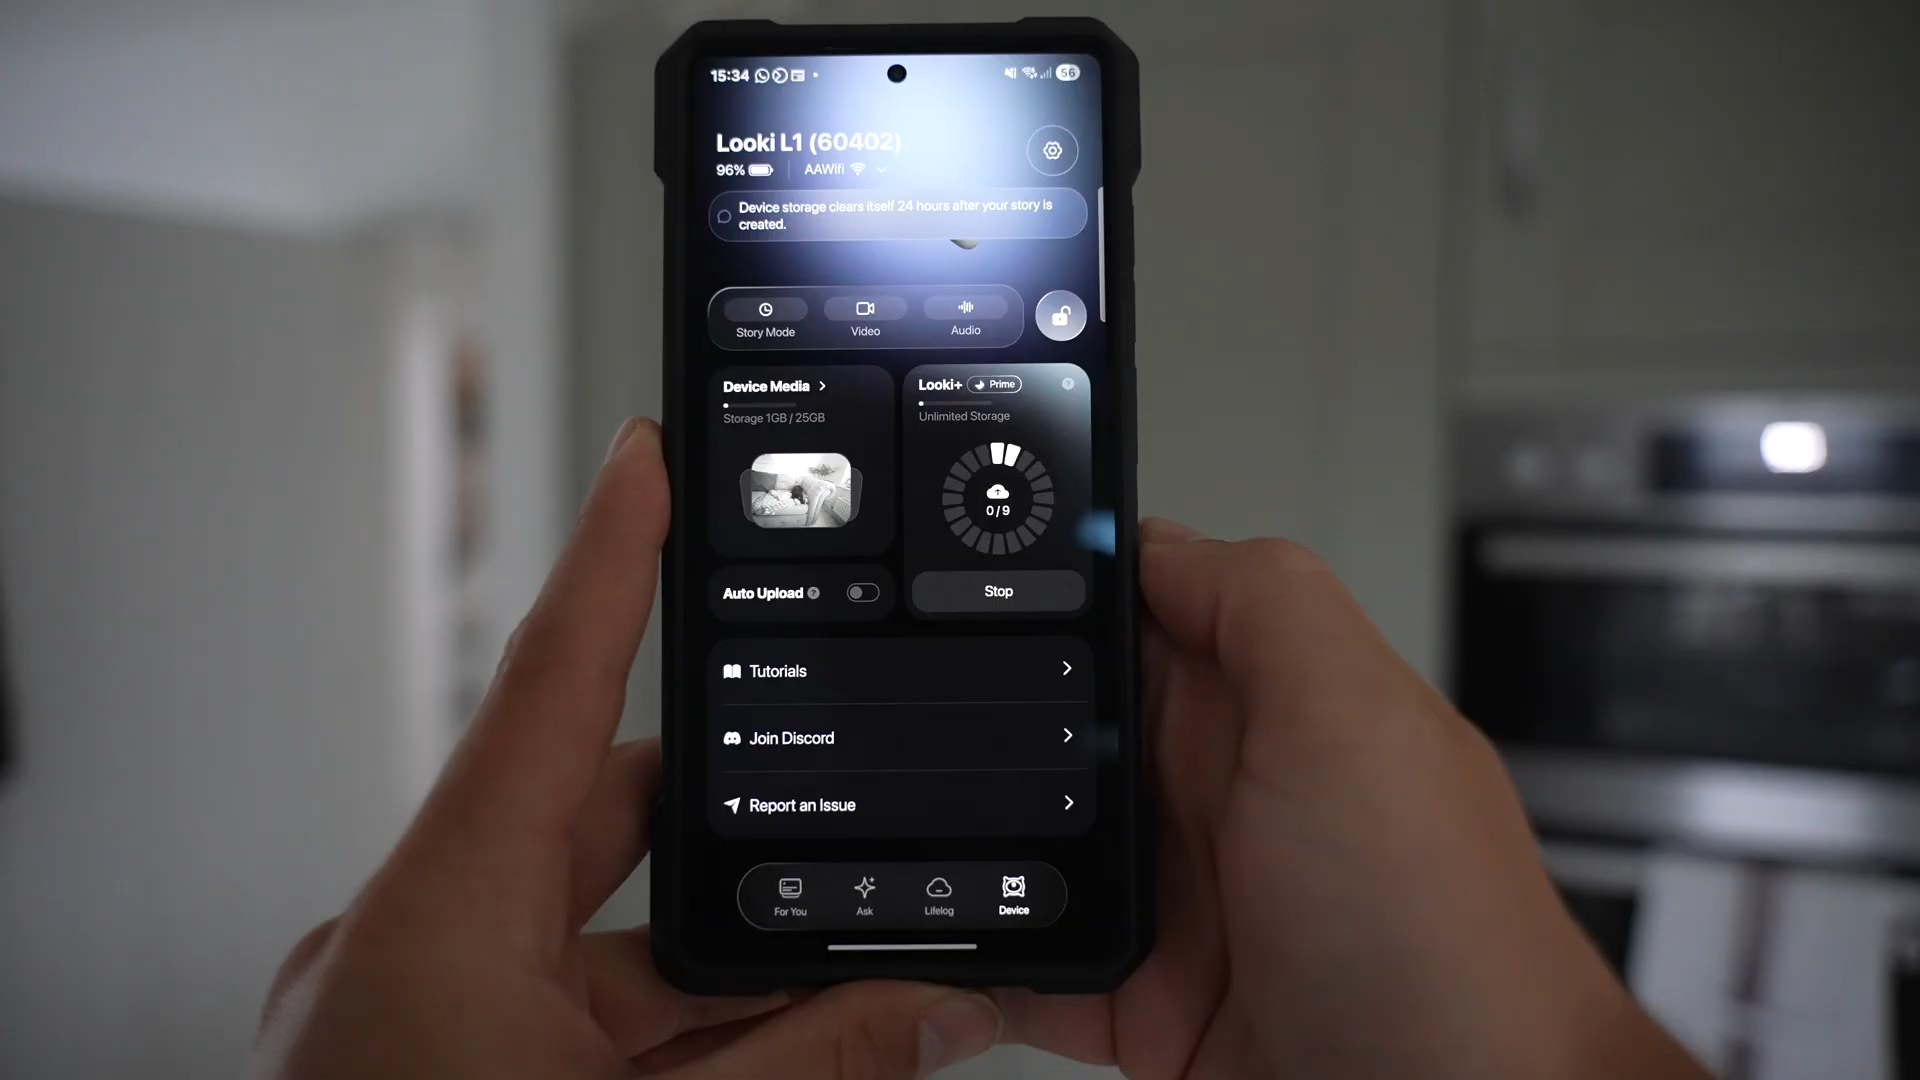 15:34 56
Looki L1 (60402)
96% AAWifi
Device storage clears itself 24 hours after your story is
created.
Story Mode Video Audio
Device Media
Storage 1GB / 25GB
Looki+ Prime
Unlimited Storage
0/9
Auto Upload
Stop
Tutorials
Join Discord
Report an Issue
For You Ask Lifelog Device